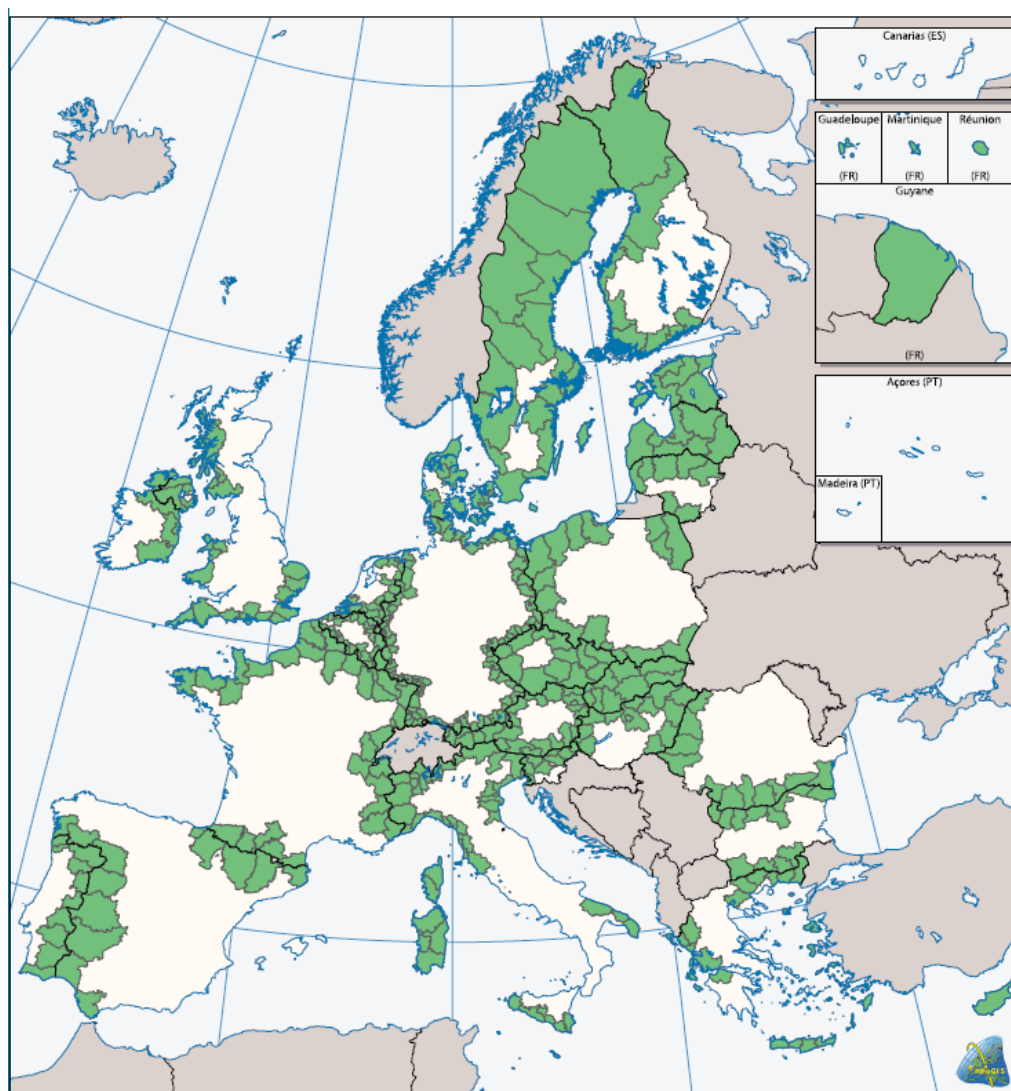 Canarias (ES)
Guadeloupe
Martinique
Réunion
(FR)
(FR)
(FR)
Guyane
(FR)
Açores (PT)
Madeira (PT)